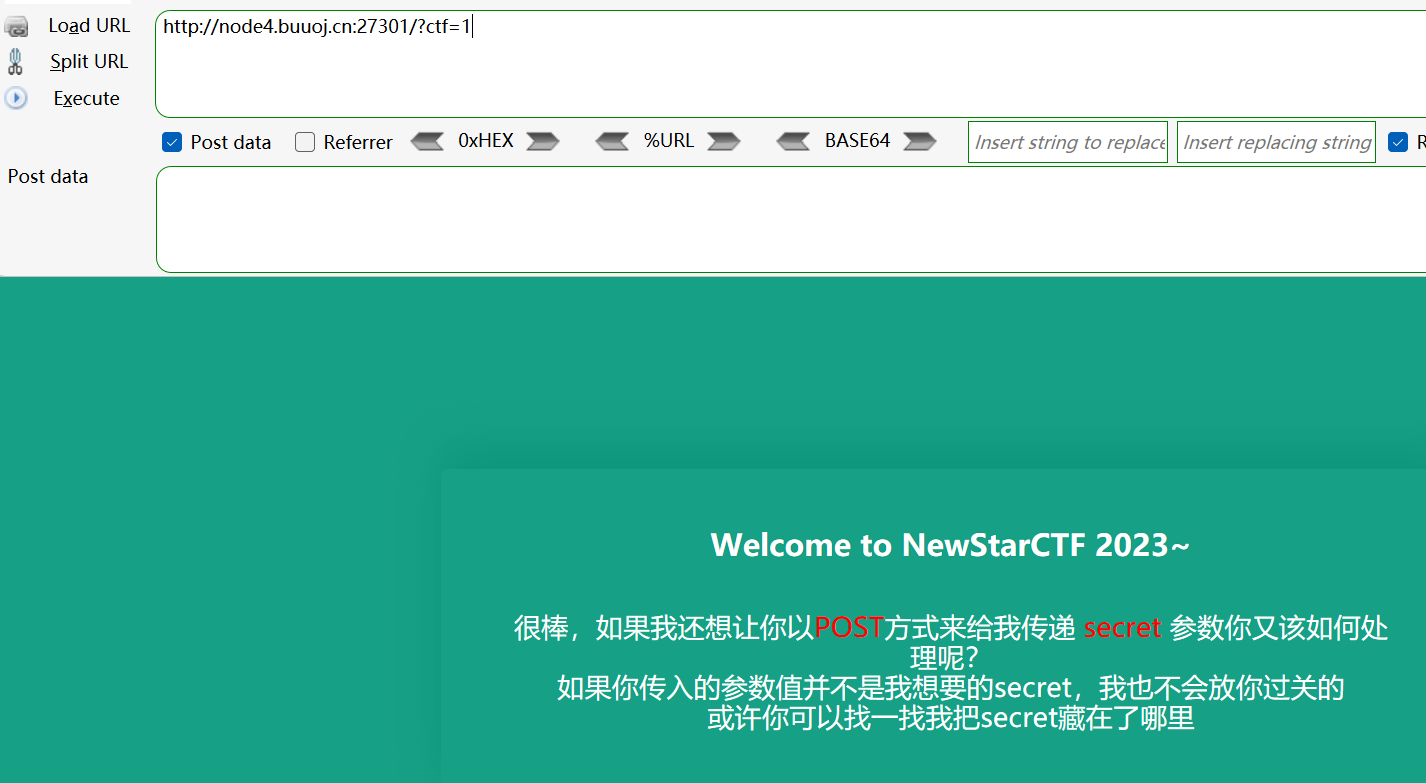 Load URL
http://node4.buuoj.cn:27301/?ctf=1
Split URL
Execute
Post data Referrer 0xHEX %URL BASE64 Insert string to replace Insert replacing string R
Post data
Welcome to NewStarCTF 2023~
很棒，如果我还想让你以POST方式来给我传递 secret 参数你又该如何处
理呢？
如果你传入的参数值并不是我想要的secret，我也不会放你过关的
或许你可以找一找我把secret藏在了哪里